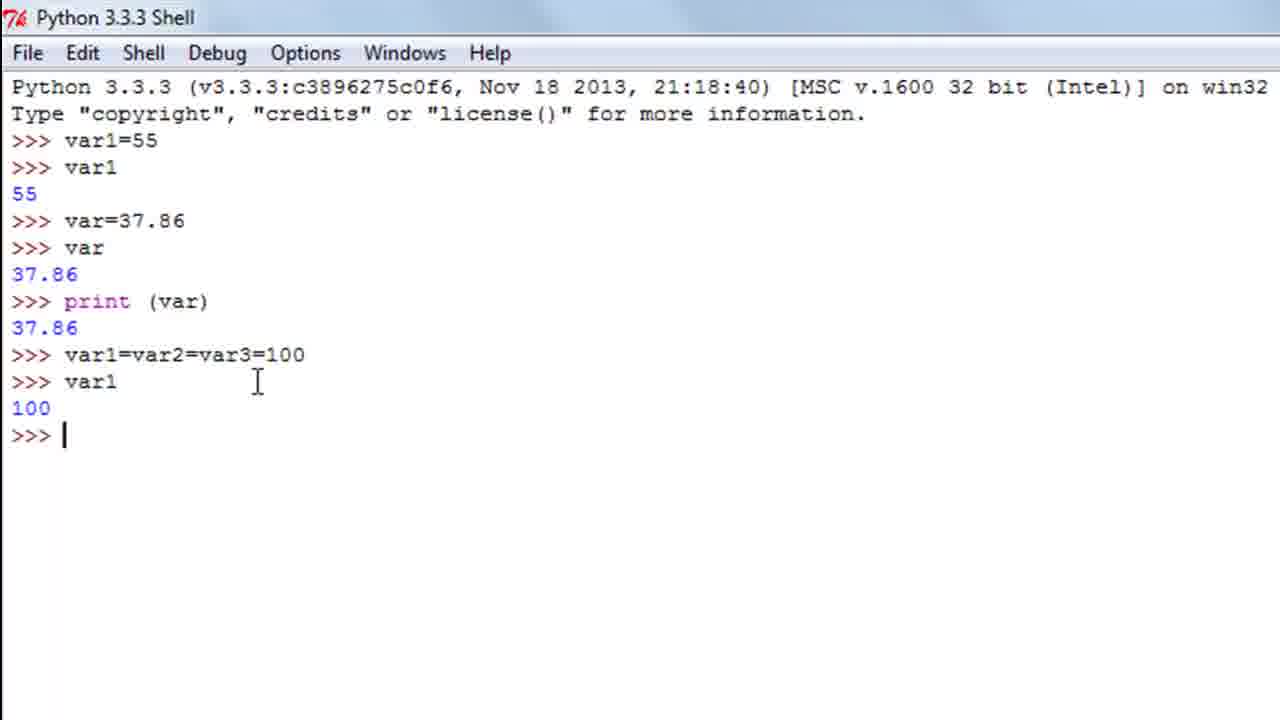 Python 3.3.3 Shell
File Edit Shell Debug Options Windows Help
Python 3.3.3 (v3.3.3:c3896275c0f6, Nov 18 2013, 21:18:40) [MSC v.1600 32 bit (Intel)] on win32
Type "copyright", "credits" or "license()" for more information.
>>> var1=55
>>> var1
55
>>> var=37.86
>>> var
37.86
>>> print (var)
37.86
>>> var1=var2=var3=100
>>> var1
100
>>>